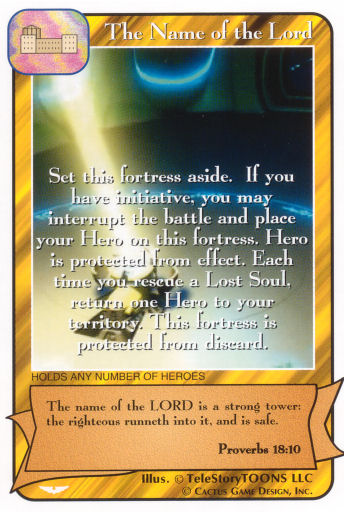 The Name of the Lord
Set this fortress aside. If you
have initiative, you may
interrupt the battle and place
your Hero on this fortress. Hero
is protected from effect. Each
time you rescue a Lost Soul,
return one Hero to your
territory. This fortress is
protected from discard.
HOLDS ANY NUMBER OF HEROES
The name of the LORD is a strong tower:
the righteous runneth into it, and is safe.
Proverbs 18:10
Illus. © TeleStoryTOONS LLC
© Cactus Game Design, Inc.